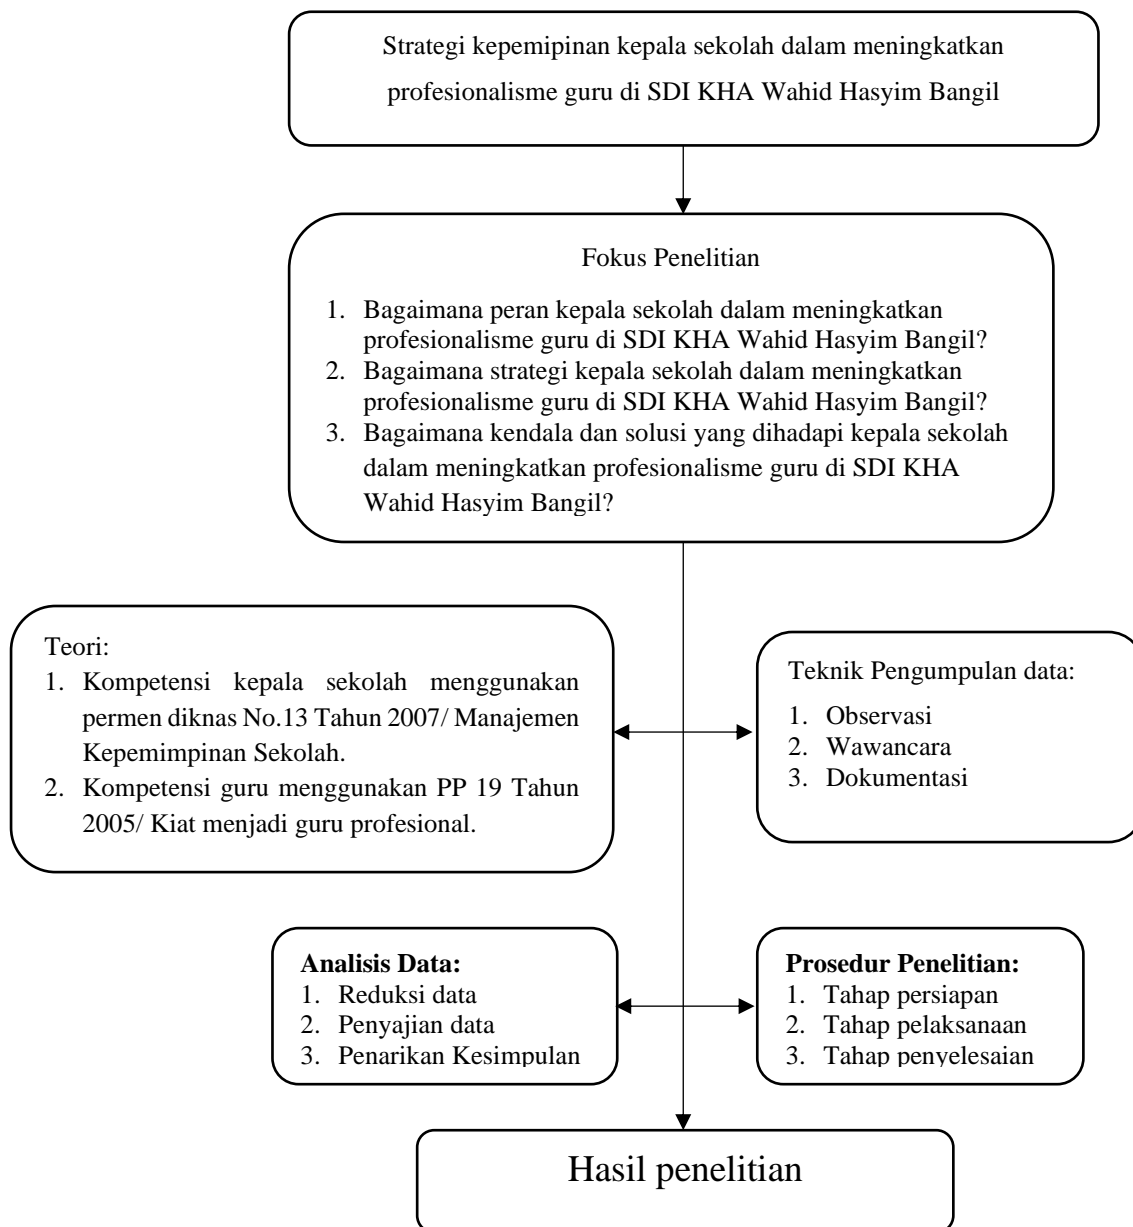 Strategi kepemipinan kepala sekolah dalam meningkatkan
profesionalisme guru di SDI KHA Wahid Hasyim Bangil
Fokus Penelitian
1. Bagaimana peran kepala sekolah dalam meningkatkan
profesionalisme guru di SDI KHA Wahid Hasyim Bangil?
2. Bagaimana strategi kepala sekolah dalam meningkatkan
profesionalisme guru di SDI KHA Wahid Hasyim Bangil?
3. Bagaimana kendala dan solusi yang dihadapi kepala sekolah
dalam meningkatkan profesionalisme guru di SDI KHA
Wahid Hasyim Bangil?
Teori:
1. Kompetensi kepala sekolah menggunakan
permen diknas No.13 Tahun 2007/ Manajemen
Kepemimpinan Sekolah.
2. Kompetensi guru menggunakan PP 19 Tahun
2005/ Kiat menjadi guru profesional.
Teknik Pengumpulan data:
1. Observasi
2. Wawancara
3. Dokumentasi
Analisis Data:
1. Reduksi data
2. Penyajian data
3. Penarikan Kesimpulan
Prosedur Penelitian:
1. Tahap persiapan
2. Tahap pelaksanaan
3. Tahap penyelesaian
Hasil penelitian